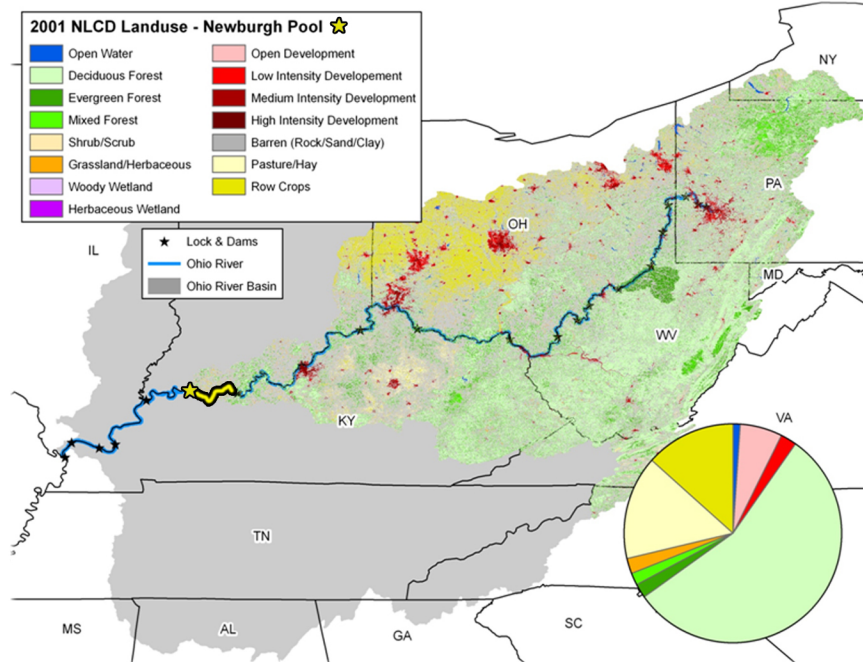 2001 NLCD Landuse - Newburgh Pool
Open Water
Deciduous Forest
Evergreen Forest
Mixed Forest
Shrub/Scrub
Grassland/Herbaceous
Woody Wetland
Herbaceous Wetland
Open Development
Low Intensity Developement
Medium Intensity Development
High Intensity Development
Barren (Rock/Sand/Clay)
Pasture/Hay
Row Crops
Lock & Dams
Ohio River
Ohio River Basin
NY
PA
OH
IL
MD
WV
KY
VA
TN
MS
AL
GA
SC